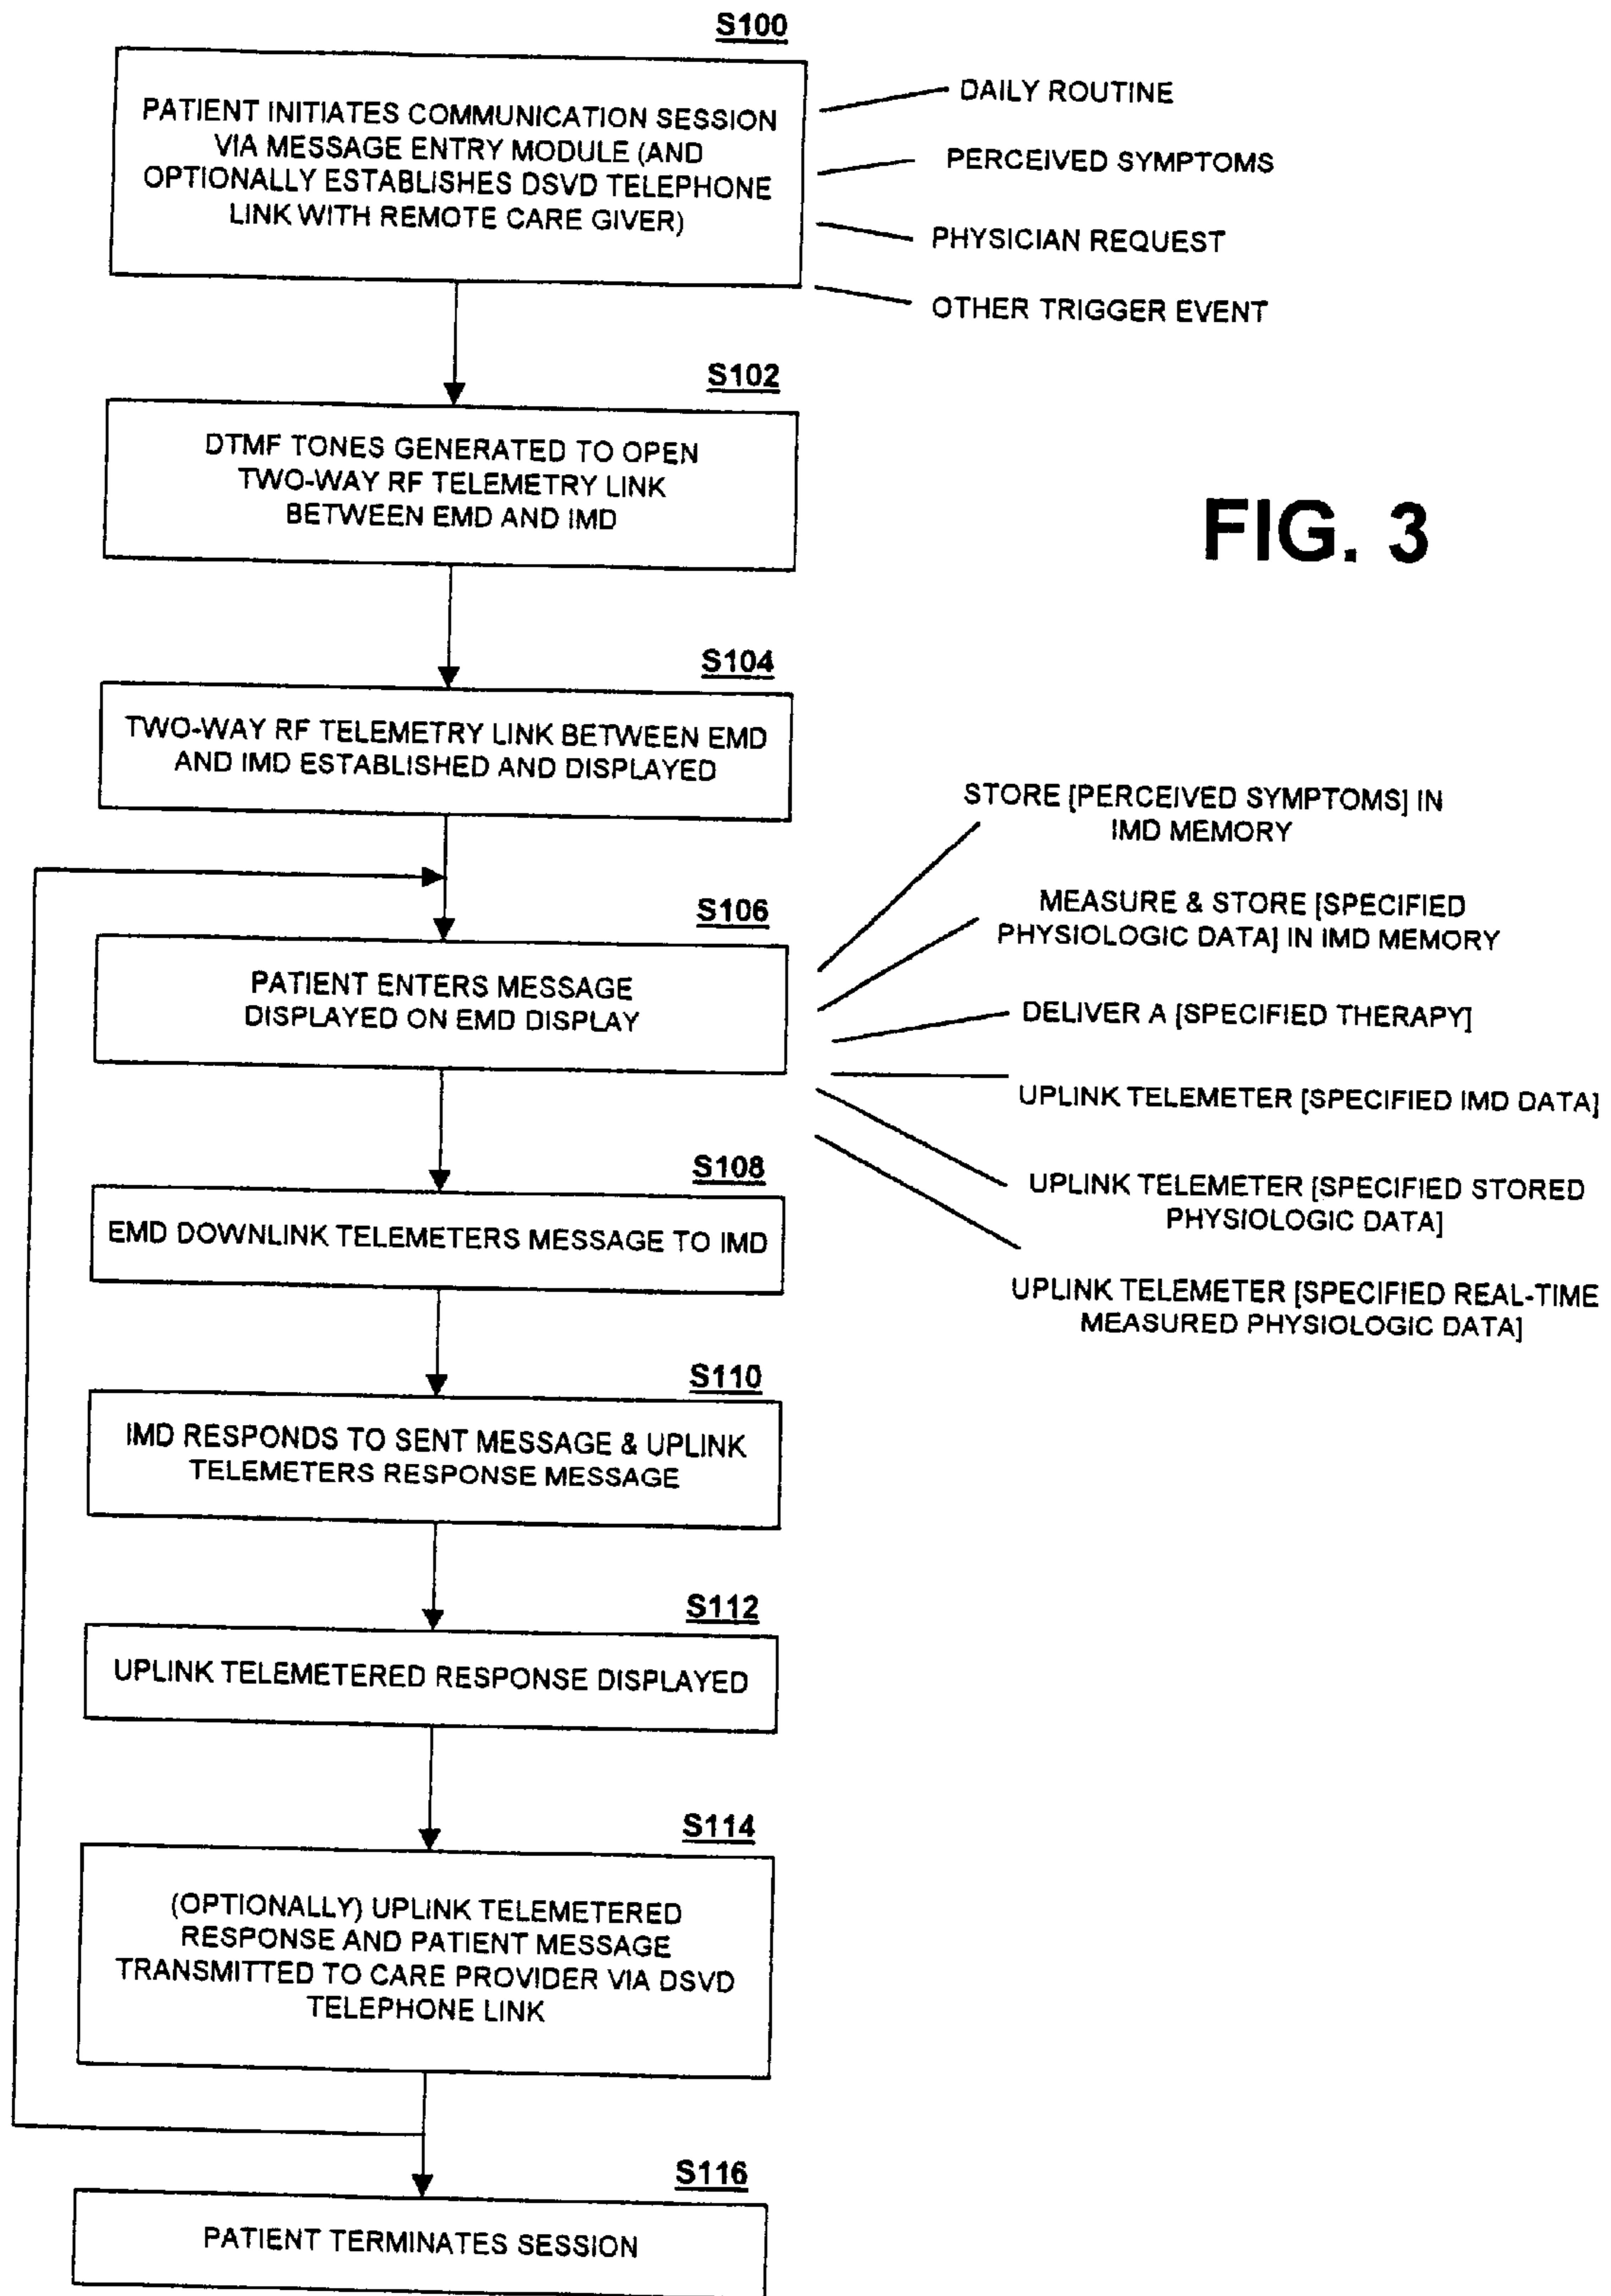 S100
PATIENT INITIATES COMMUNICATION SESSION
VIA MESSAGE ENTRY MODULE (AND
OPTIONALLY ESTABLISHES DSVD TELEPHONE
LINK WITH REMOTE CARE GIVER)
DAILY ROUTINE
PERCEIVED SYMPTOMS
PHYSICIAN REQUEST
OTHER TRIGGER EVENT
S102
DTMF TONES GENERATED TO OPEN
TWO-WAY RF TELEMETRY LINK
BETWEEN EMD AND IMD
FIG. 3
S104
TWO-WAY RF TELEMETRY LINK BETWEEN EMD
AND IMD ESTABLISHED AND DISPLAYED
S106
PATIENT ENTERS MESSAGE
DISPLAYED ON EMD DISPLAY
STORE [PERCEIVED SYMPTOMS] IN
IMD MEMORY
MEASURE & STORE [SPECIFIED
PHYSIOLOGIC DATA] IN IMD MEMORY
DELIVER A [SPECIFIED THERAPY]
UPLINK TELEMETER [SPECIFIED IMD DATA]
UPLINK TELEMETER [SPECIFIED STORED
PHYSIOLOGIC DATA]
UPLINK TELEMETER [SPECIFIED REAL-TIME
MEASURED PHYSIOLOGIC DATA]
S108
EMD DOWNLINK TELEMETERS MESSAGE TO IMD
S110
IMD RESPONDS TO SENT MESSAGE & UPLINK
TELEMETERS RESPONSE MESSAGE
S112
UPLINK TELEMETERED RESPONSE DISPLAYED
S114
(OPTIONALLY) UPLINK TELEMETERED
RESPONSE AND PATIENT MESSAGE
TRANSMITTED TO CARE PROVIDER VIA DSVD
TELEPHONE LINK
S116
PATIENT TERMINATES SESSION